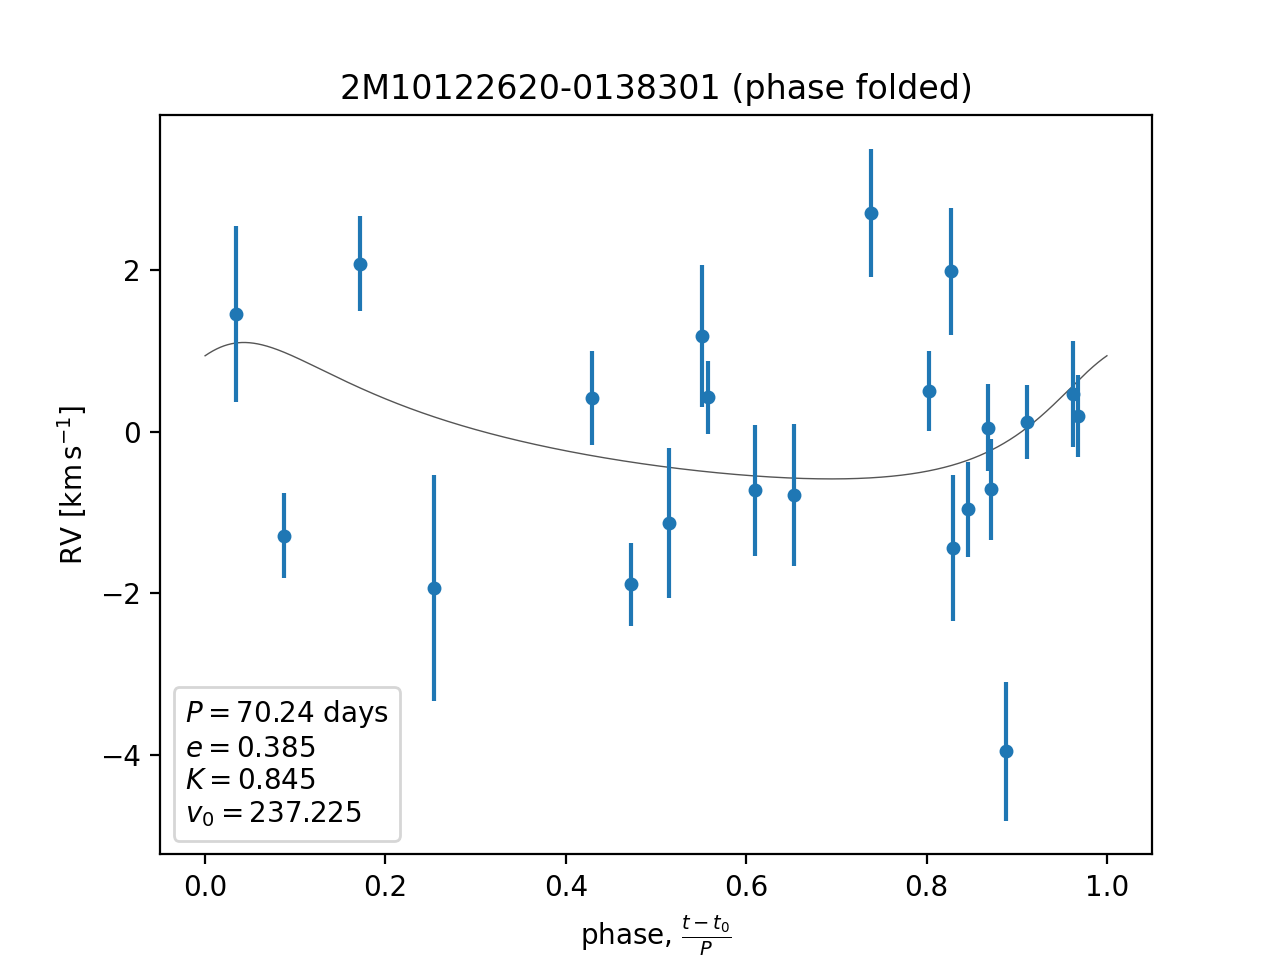 2M10122620-0138301 (phase folded)
RV [km s⁻¹]
2
0
−2
−4
P = 70.24 days
e = 0.385
K = 0.845
v₀ = 237.225
0.0 0.2 0.4 0.6 0.8 1.0
phase, (t − t₀)/P